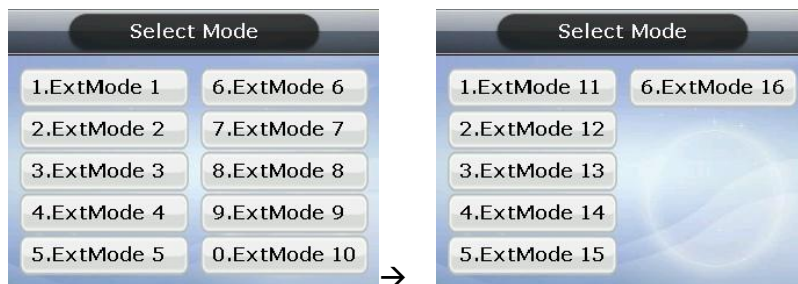 Select Mode
1.ExtMode 1
6.ExtMode 6
2.ExtMode 2
7.ExtMode 7
3.ExtMode 3
8.ExtMode 8
4.ExtMode 4
9.ExtMode 9
5.ExtMode 5
0.ExtMode 10
→
Select Mode
1.ExtMode 11
6.ExtMode 16
2.ExtMode 12
3.ExtMode 13
4.ExtMode 14
5.ExtMode 15